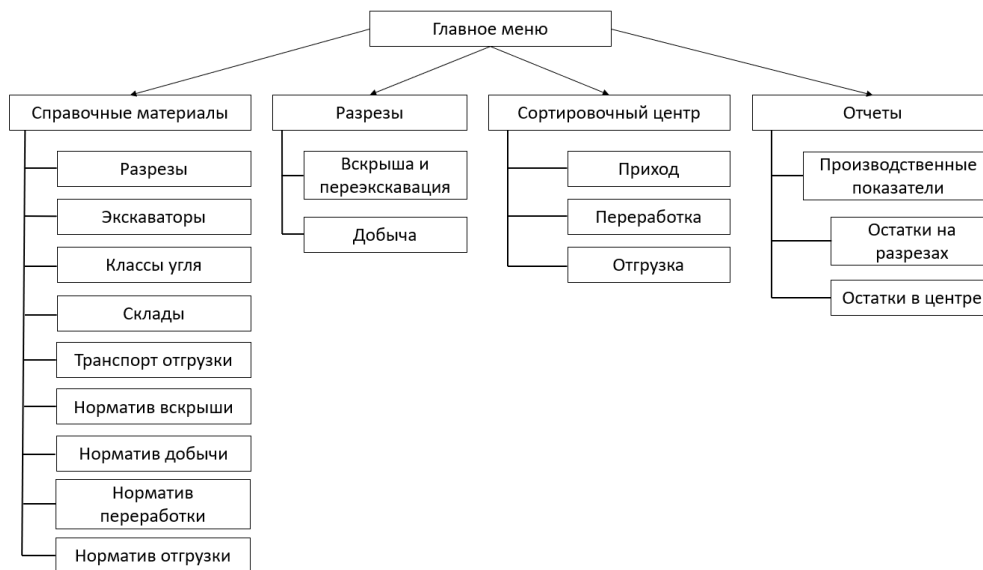 Главное меню
Справочные материалы
Разрезы
Экскаваторы
Классы угля
Склады
Транспорт отгрузки
Норматив вскрыши
Норматив добычи
Норматив
переработки
Норматив отгрузки
Разрезы
Вскрыша и
переэкскавация
Добыча
Сортировочный центр
Приход
Переработка
Отгрузка
Отчеты
Производственные
показатели
Остатки на
разрезах
Остатки в центре